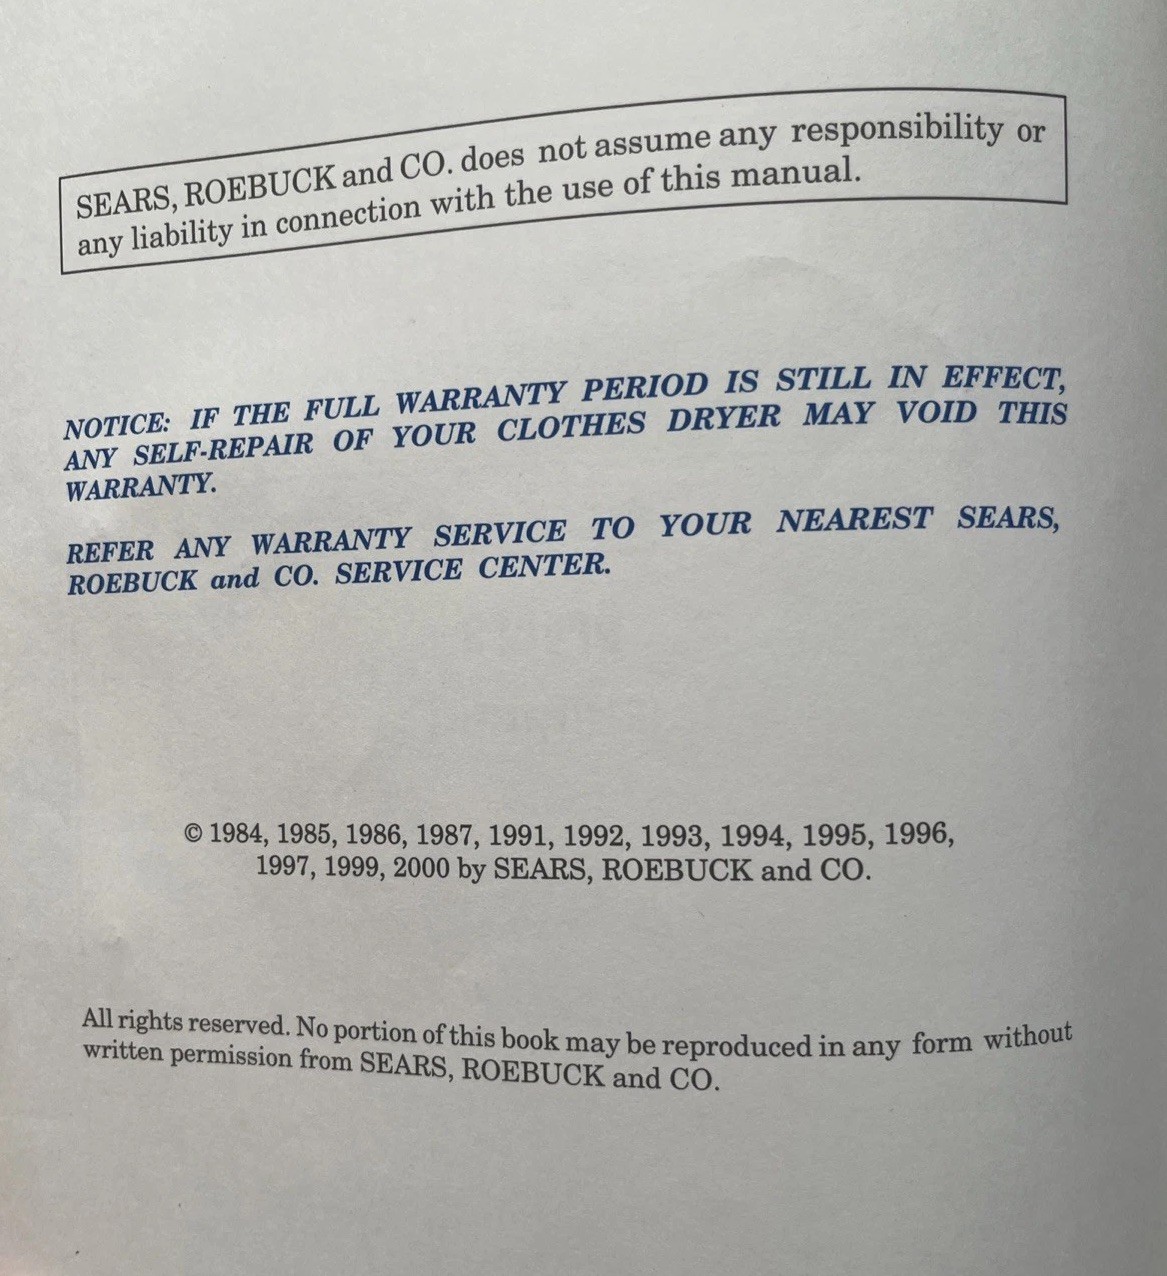 SEARS, ROEBUCK and CO. does not assume any responsibility or
any liability in connection with the use of this manual.
NOTICE: IF THE FULL WARRANTY PERIOD IS STILL IN EFFECT,
ANY SELF-REPAIR OF YOUR CLOTHES DRYER MAY VOID THIS
WARRANTY.
REFER ANY WARRANTY SERVICE TO YOUR NEAREST SEARS,
ROEBUCK and CO. SERVICE CENTER.
© 1984, 1985, 1986, 1987, 1991, 1992, 1993, 1994, 1995, 1996,
1997, 1999, 2000 by SEARS, ROEBUCK and CO.
All rights reserved. No portion of this book may be reproduced in any form without
written permission from SEARS, ROEBUCK and CO.